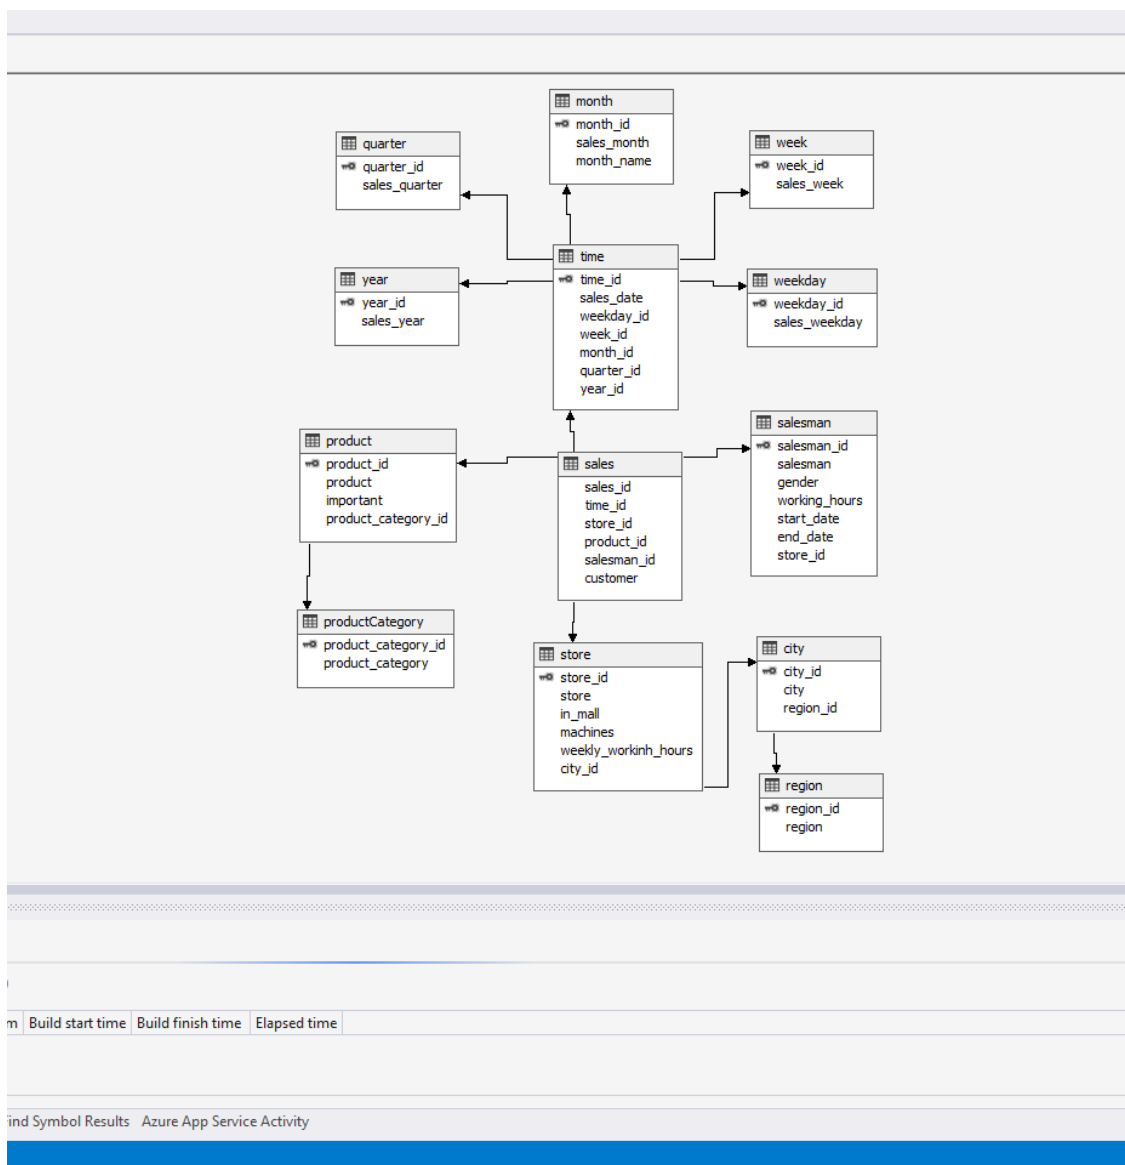 month
month_id
sales_month
month_name
quarter
quarter_id
sales_quarter
week
week_id
sales_week
time
time_id
sales_date
weekday_id
week_id
month_id
quarter_id
year_id
year
year_id
sales_year
weekday
weekday_id
sales_weekday
product
product_id
product
important
product_category_id
sales
sales_id
time_id
store_id
product_id
salesman_id
customer
salesman
salesman_id
salesman
gender
working_hours
start_date
end_date
store_id
productCategory
product_category_id
product_category
store
store_id
store
in_mall
machines
weekly_workinh_hours
city_id
city
city_id
city
region_id
region
region_id
region
m Build start time Build finish time Elapsed time
Find Symbol Results Azure App Service Activity